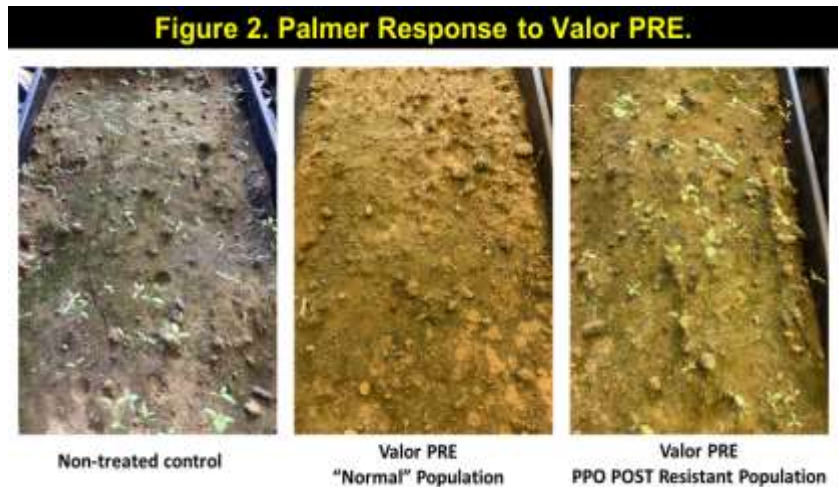 Figure 2. Palmer Response to Valor PRE.
Non-treated control
Valor PRE
“Normal” Population
Valor PRE
PPO POST Resistant Population